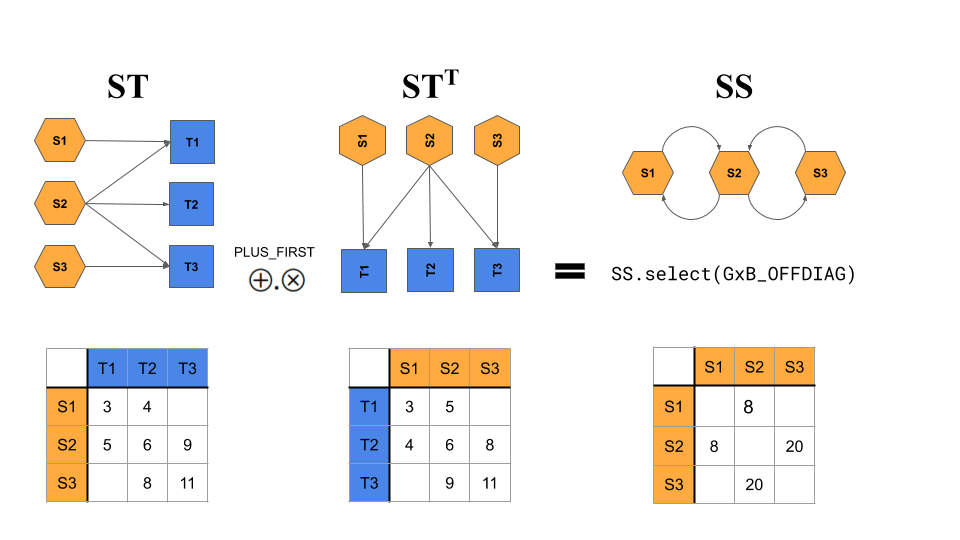 ST
ST^T
SS
S1
T1
S2
T2
S3
T3
S1
S2
S3
T1
T2
T3
S1
S2
S3
PLUS_FIRST
⊕.⊗
=
SS.select(GxB_OFFDIAG)
T1 T2 T3
S1 3 4
S2 5 6 9
S3 8 11
S1 S2 S3
T1 3 5
T2 4 6 8
T3 9 11
S1 S2 S3
S1 8
S2 8 20
S3 20